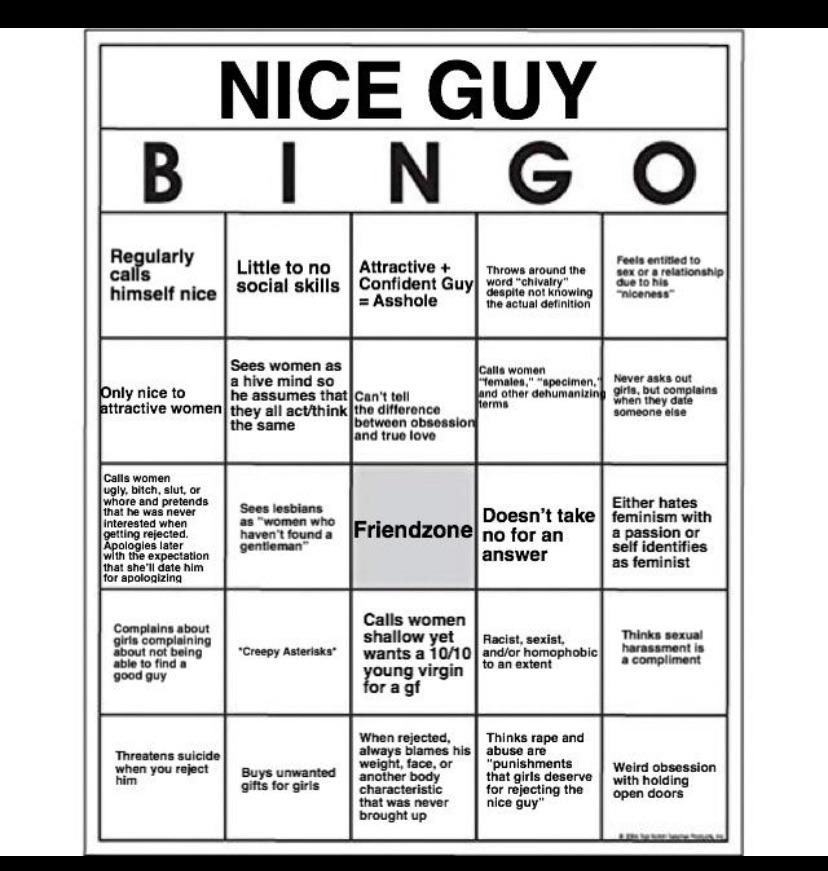 NICE GUY
B I N G O
Regularly
calls
himself nice
Little to no
social skills
Attractive +
Confident Guy
= Asshole
Throws around the
word "chivalry"
despite not knowing
the actual definition
Feels entitled to
sex or a relationship
due to his
"niceness"
Only nice to
attractive women
Sees women as
a hive mind so
he assumes that
they all act/think
the same
Can't tell
the difference
between obsession
and true love
Calls women
"females," "specimen,"
and other dehumanizing
terms
Never asks out
girls, but complains
when they date
someone else
Calls women
ugly, bitch, slut, or
whore and pretends
that he was never
interested when
getting rejected.
Apologies later
with the expectation
that she'll date him
for apologizing
Sees lesbians
as "women who
haven't found a
gentleman"
Friendzone
Doesn't take
no for an
answer
Either hates
feminism with
a passion or
self identifies
as feminist
Complains about
girls complaining
about not being
able to find a
good guy
*Creepy Asterisks*
Calls women
shallow yet
wants a 10/10
young virgin
for a gf
Racist, sexist,
and/or homophobic
to an extent
Thinks sexual
harassment is
a compliment
Threatens suicide
when you reject
him
Buys unwanted
gifts for girls
When rejected,
always blames his
weight, face, or
another body
characteristic
that was never
brought up
Thinks rape and
abuse are
"punishments
that girls deserve
for rejecting the
nice guy"
Weird obsession
with holding
open doors